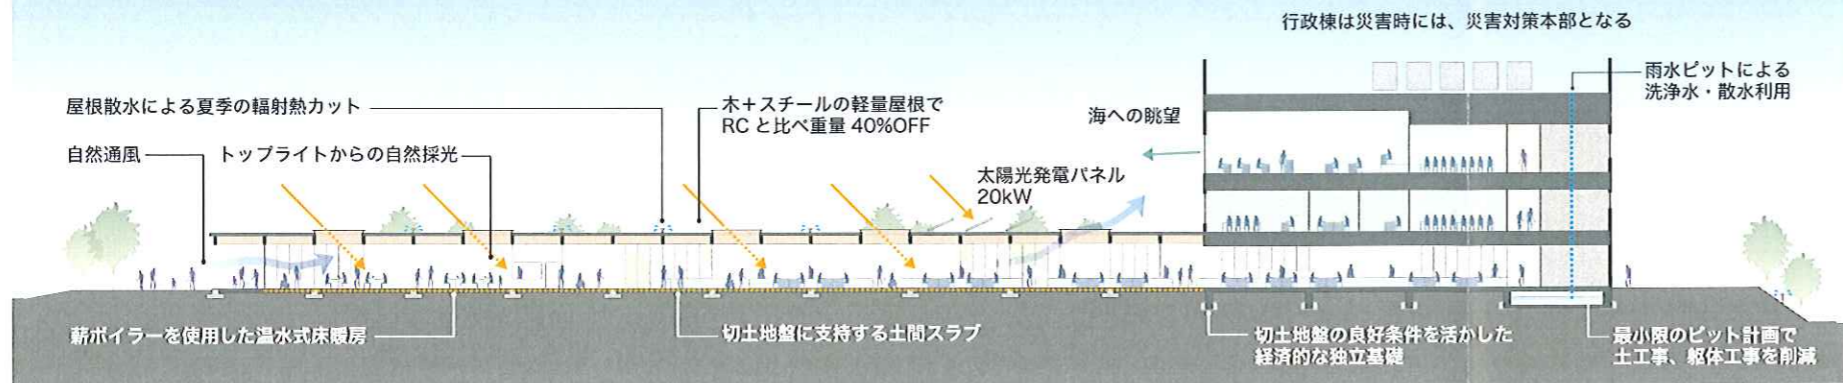 行政棟は災害時には、災害対策本部となる
屋根散水による夏季の輻射熱カット
木＋スチールの軽量屋根で
RCと比べ重量40%OFF
海への眺望
雨水ピットによる
洗浄水・散水利用
自然通風
トップライトからの自然採光
太陽光発電パネル
20kW
薪ボイラーを使用した温水式床暖房
切土地盤に支持する土間スラブ
切土地盤の良好条件を活かした
経済的な独立基礎
最小限のピット計画で
土工事、躯体工事を削減